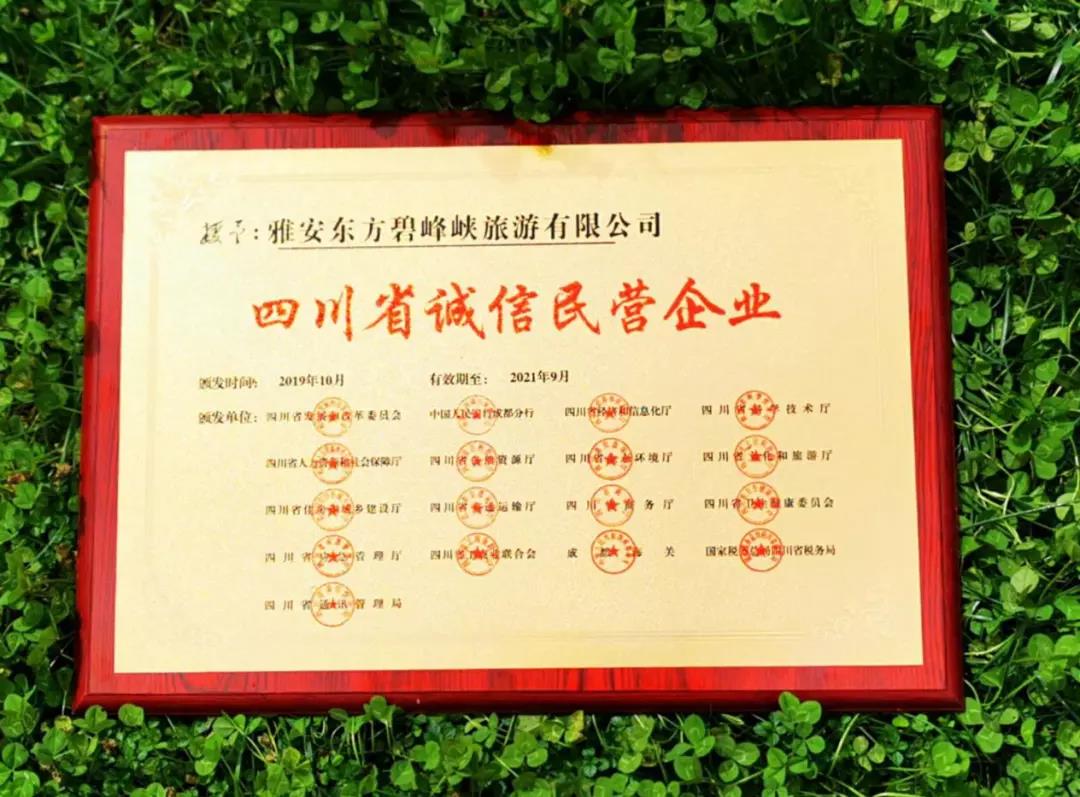 授予:雅安东方碧峰峡旅游有限公司
四川省诚信民营企业
颁发时间: 2019年10月 有效期至: 2021年9月
颁发单位: 四川省发展和改革委员会 中国人民银行成都分行 四川省经济和信息化厅 四川省科学技术厅
四川省人力资源和社会保障厅 四川省自然资源厅 四川省生态环境厅 四川省文化和旅游厅
四川省住房和城乡建设厅 四川省交通运输厅 四川省商务厅 四川省卫生健康委员会
四川省应急管理厅 四川省工商业联合会 成都海关 国家税务总局四川省税务局
四川省通讯管理局